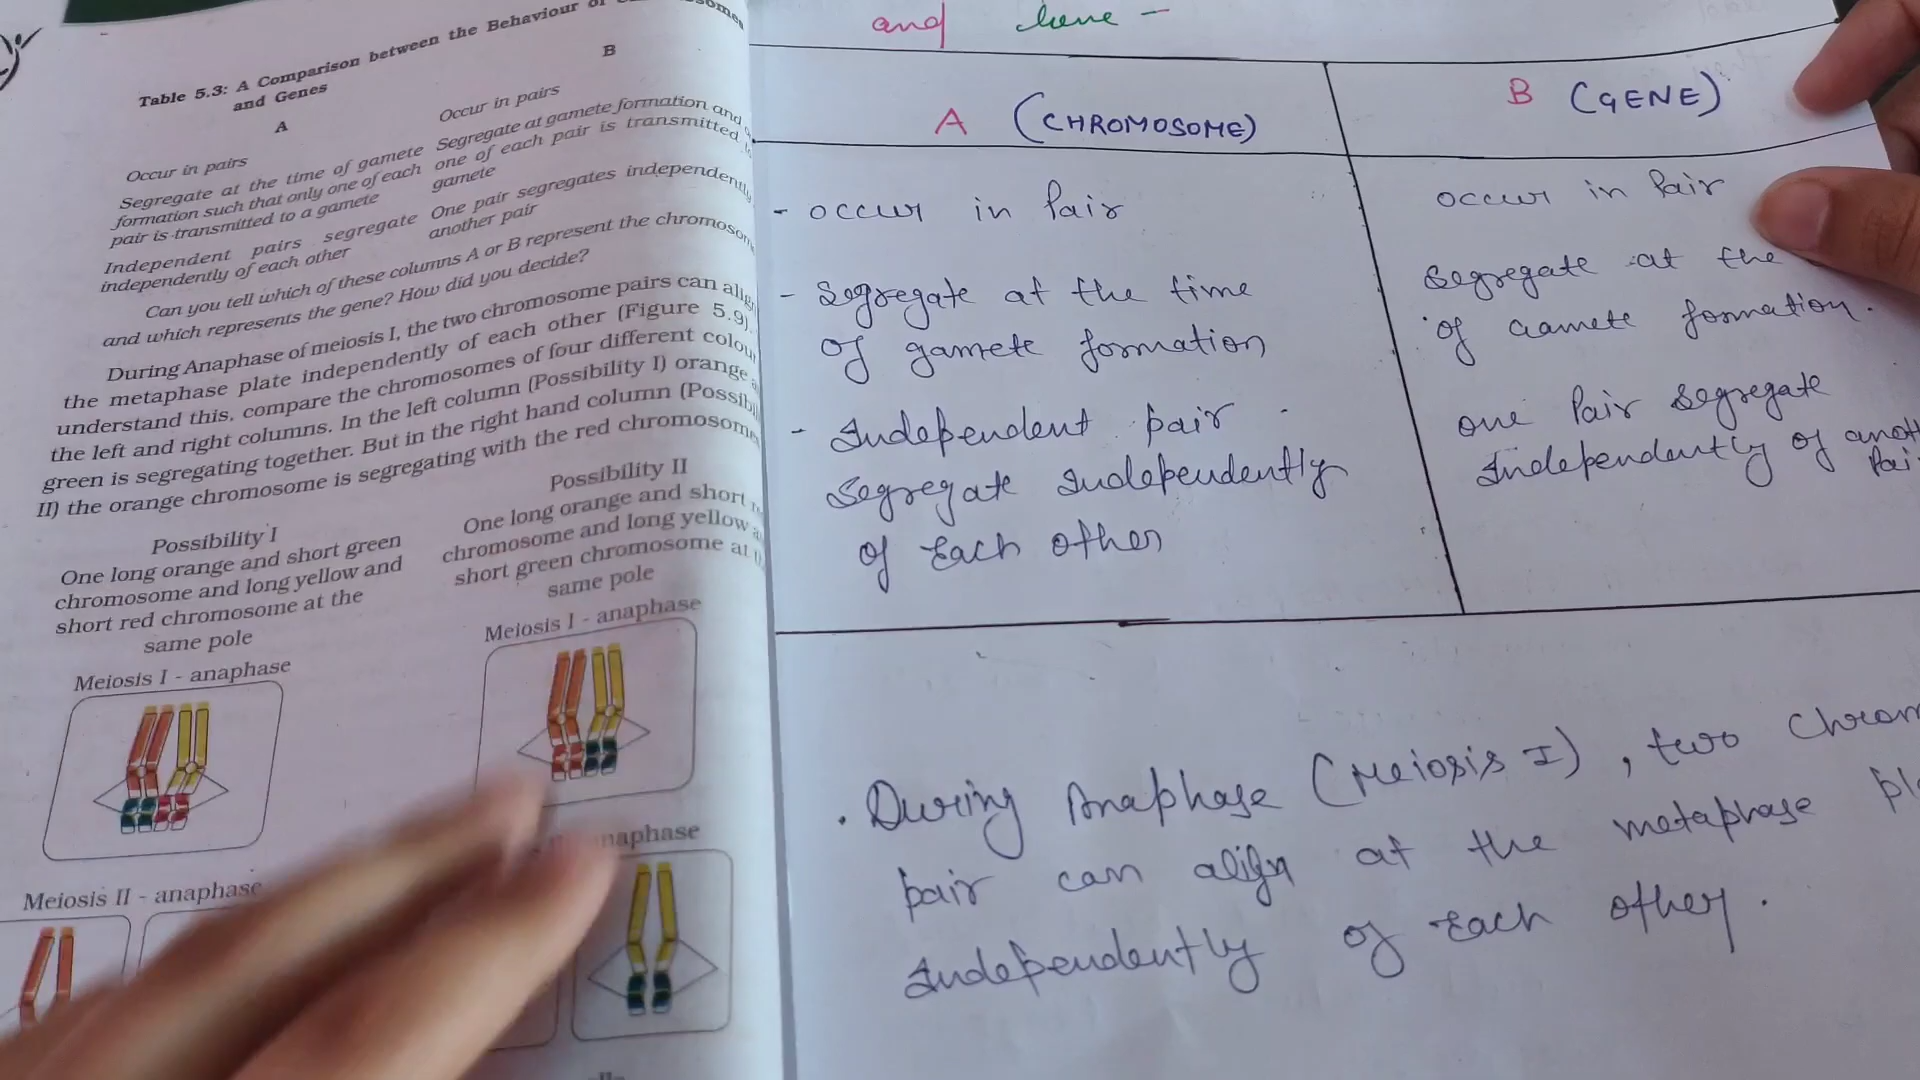 Table 5.3: A Comparison between the Behaviour of
and Genes
A
B
Occur in pairs
Segregate at the time of gamete
formation such that only one of each
pair is transmitted to a gamete
Independent pairs segregate
independently of each other
Occur in pairs
Segregate at gamete formation and
one of each pair is transmitted
gamete
One pair segregates independently
another pair
Can you tell which of these columns A or B represent the chromosom
and which represents the gene? How did you decide?
During Anaphase of meiosis I, the two chromosome pairs can alig
the metaphase plate independently of each other (Figure 5.9).
understand this, compare the chromosomes of four different colou
the left and right columns. In the left column (Possibility I) orange
green is segregating together. But in the right hand column (Possib
II) the orange chromosome is segregating with the red chromosome
Possibility I
One long orange and short green
chromosome and long yellow and
short red chromosome at the
same pole
Meiosis I - anaphase
Meiosis II - anaphase
Possibility II
One long orange and short
chromosome and long yellow
short green chromosome at
same pole
Meiosis I - anaphase
anaphase
and here -
A (CHROMOSOME)
B (GENE)
- occur in Pair
- Segregate at the time
of gamete formation
- Independent pair
Segregate independently
of Each other
occur in Pair
Segregate at the
of Gamete formation.
one Pair segregate
independently of anoth
Pai
. During Anaphase (Meiosis I), two Chrom
pair can align at the metaphase pl
independently of Each other.